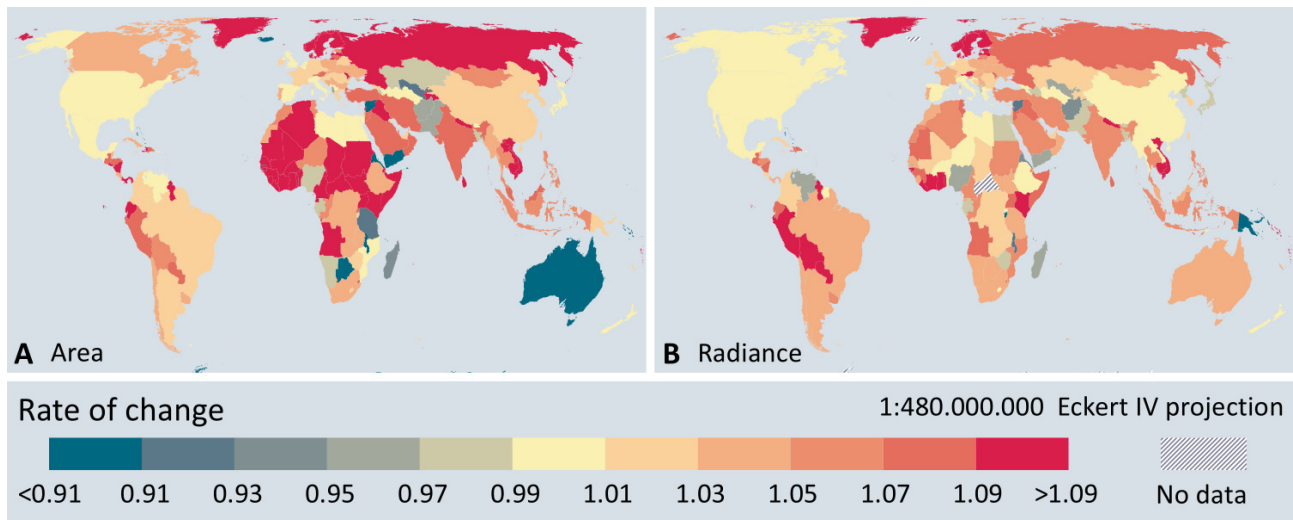 A Area
B Radiance
Rate of change
1:480.000.000 Eckert IV projection
<0.91 0.91 0.93 0.95 0.97 0.99 1.01 1.03 1.05 1.07 1.09 >1.09
No data